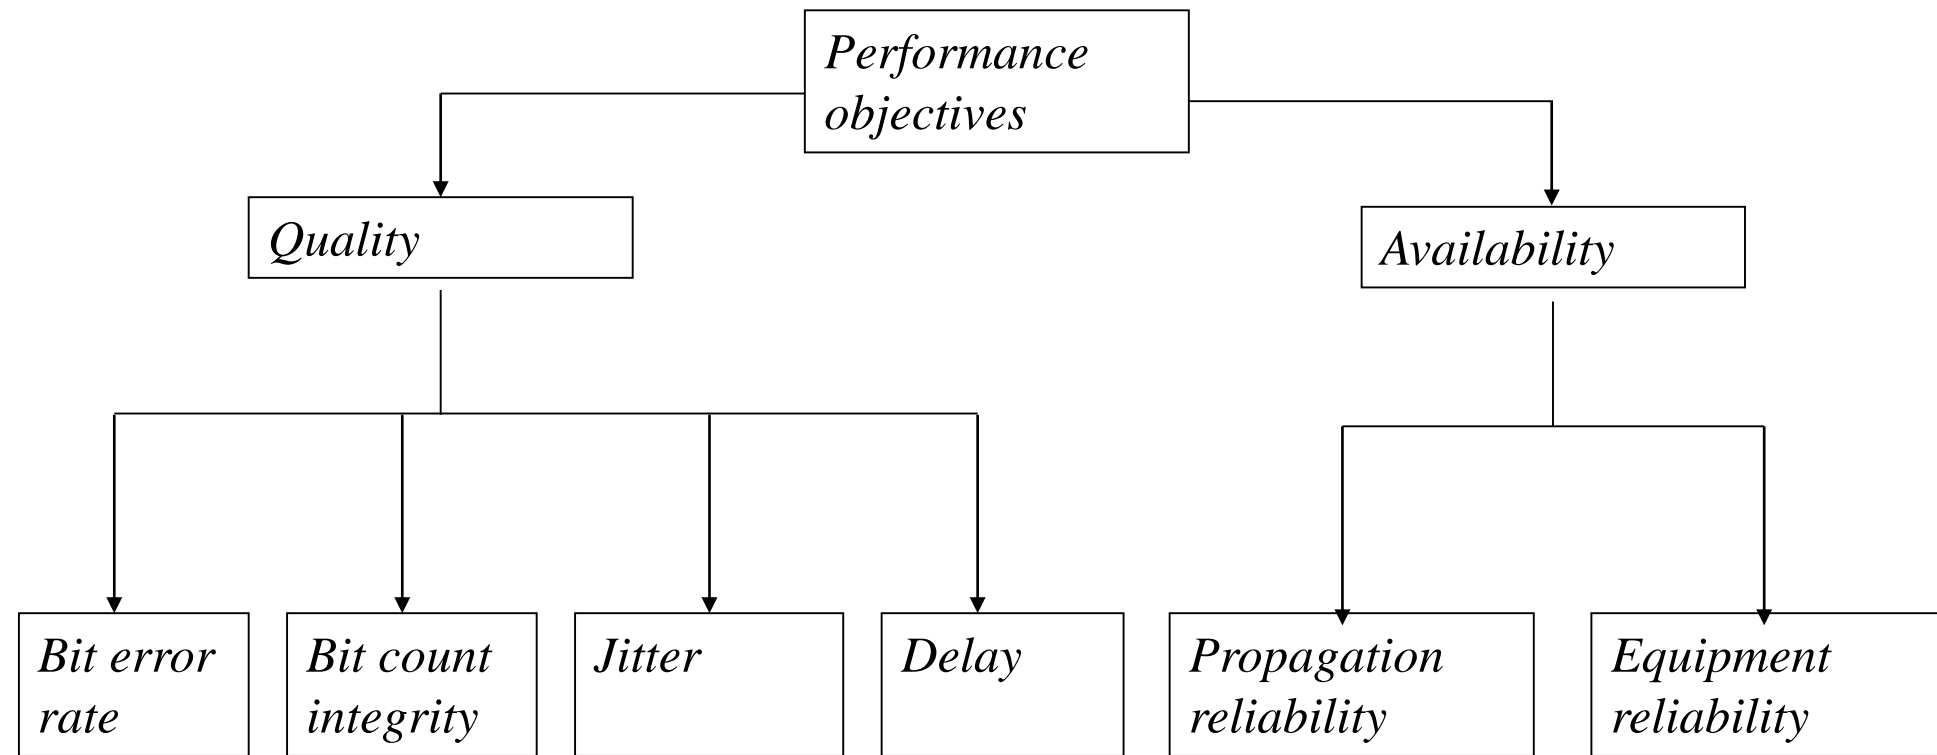 Performance
objectives
Quality
Availability
Bit error
rate
Bit count
integrity
Jitter
Delay
Propagation
reliability
Equipment
reliability